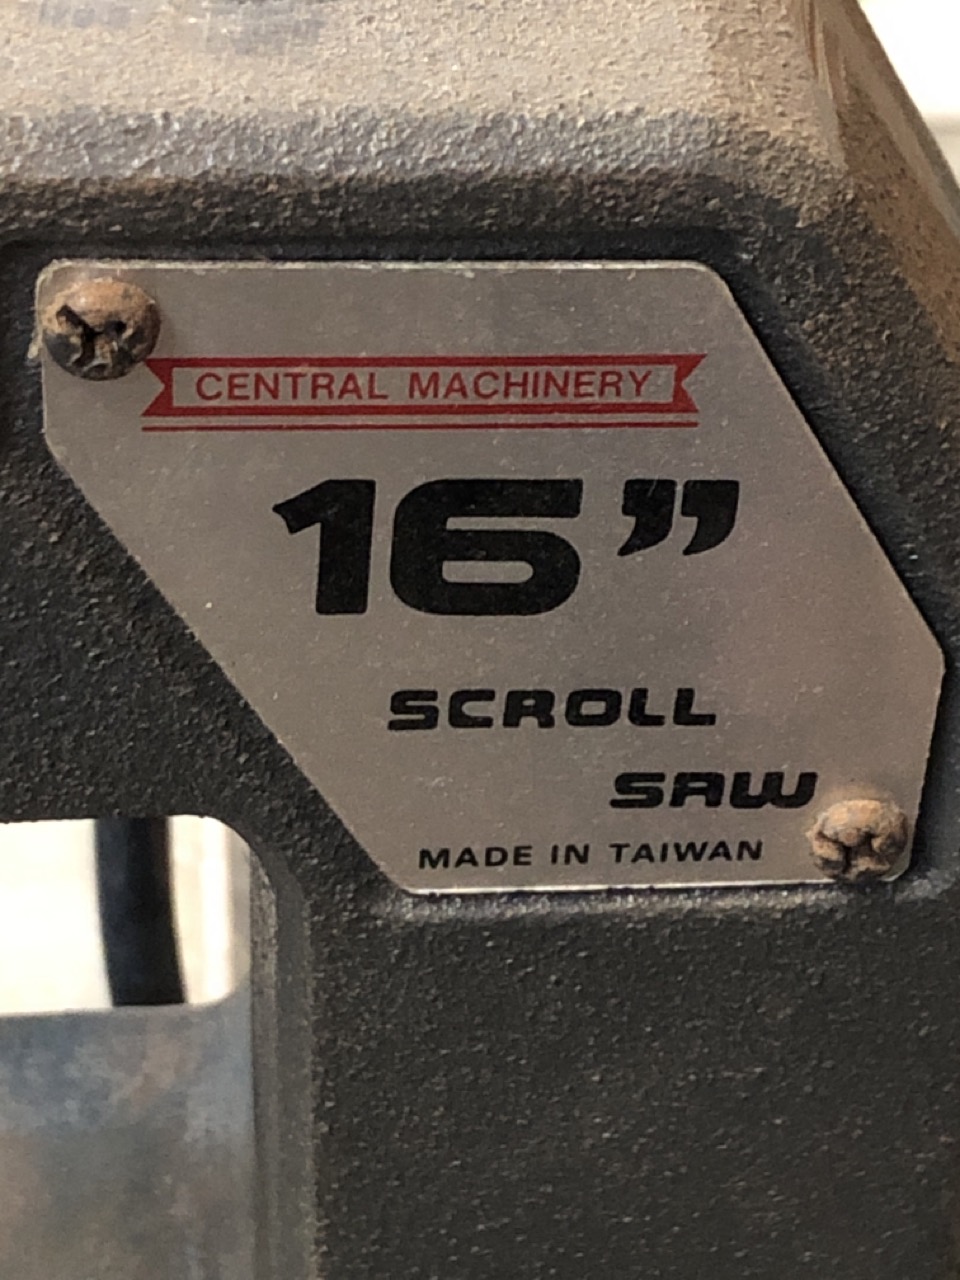 CENTRAL MACHINERY
16”
SCROLL
SAW
MADE IN TAIWAN